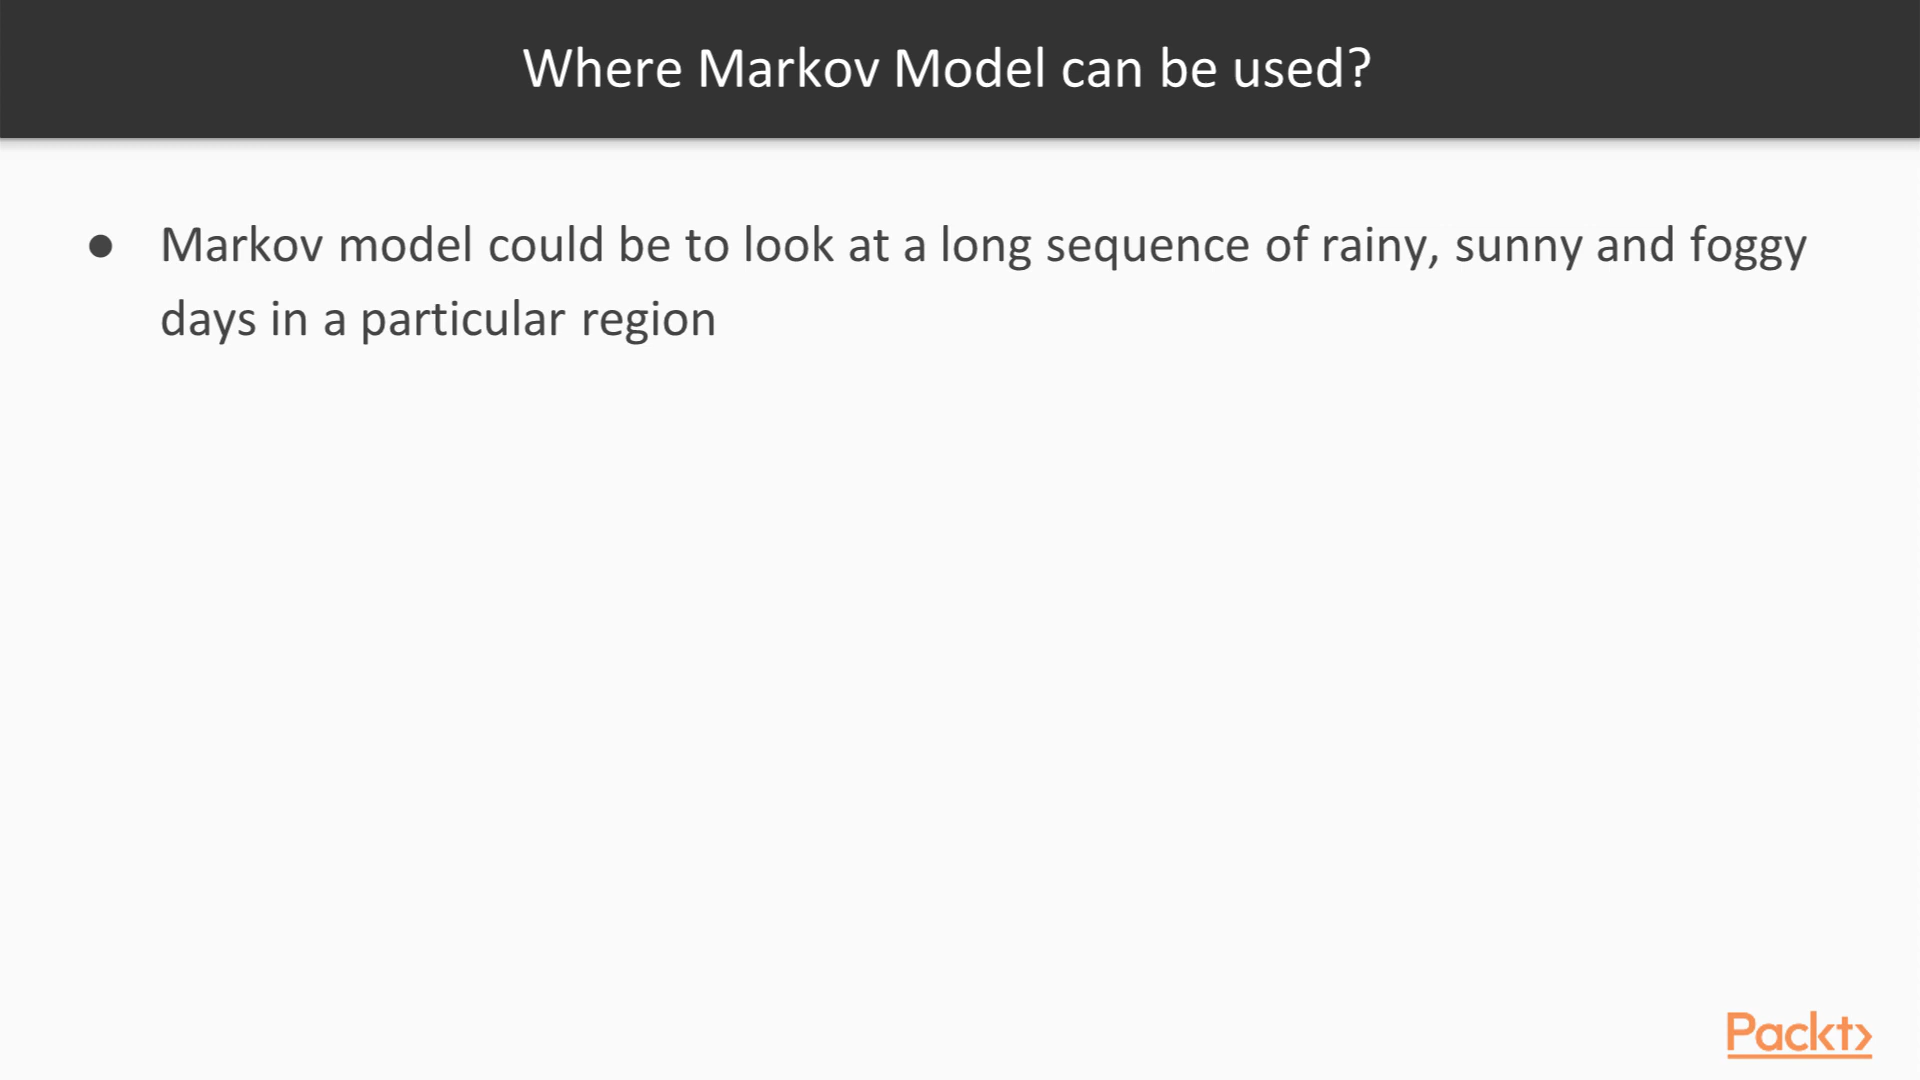 Where Markov Model can be used?
● Markov model could be to look at a long sequence of rainy, sunny and foggy
days in a particular region
Packt>